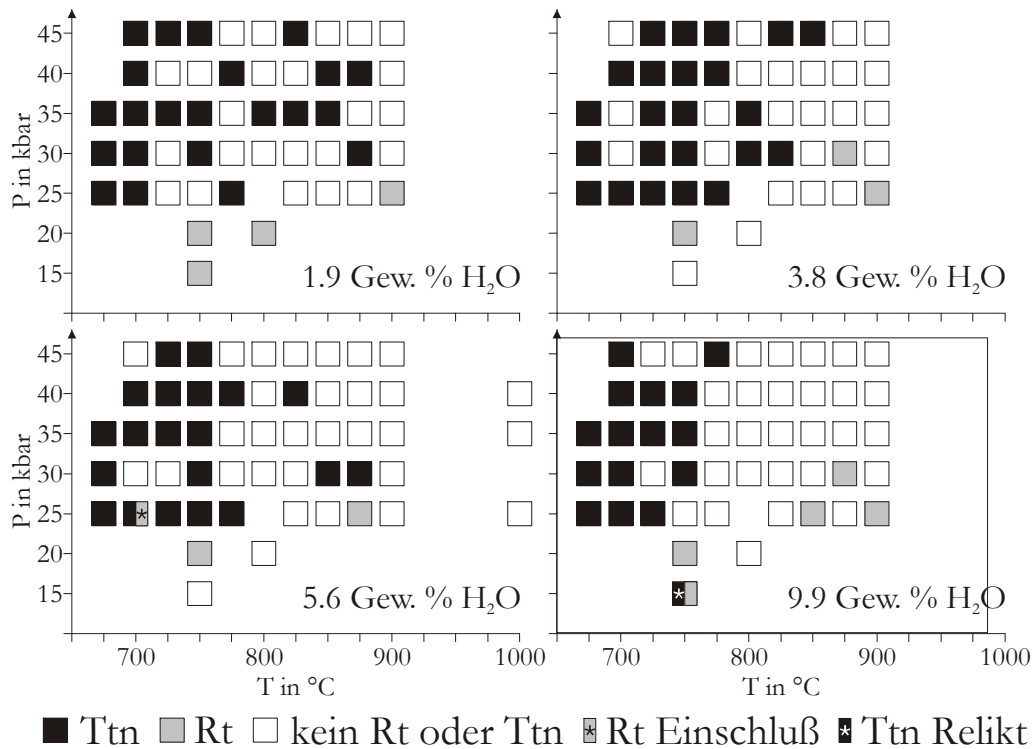 P in kbar
45
40
35
30
25
20
15
1.9 Gew. % H₂O
3.8 Gew. % H₂O
P in kbar
45
40
35
30
25
20
15
5.6 Gew. % H₂O
*
9.9 Gew. % H₂O
*
700 800 900 1000
T in °C
700 800 900 1000
T in °C
Ttn Rt kein Rt oder Ttn * Rt Einschluß * Ttn Relikt